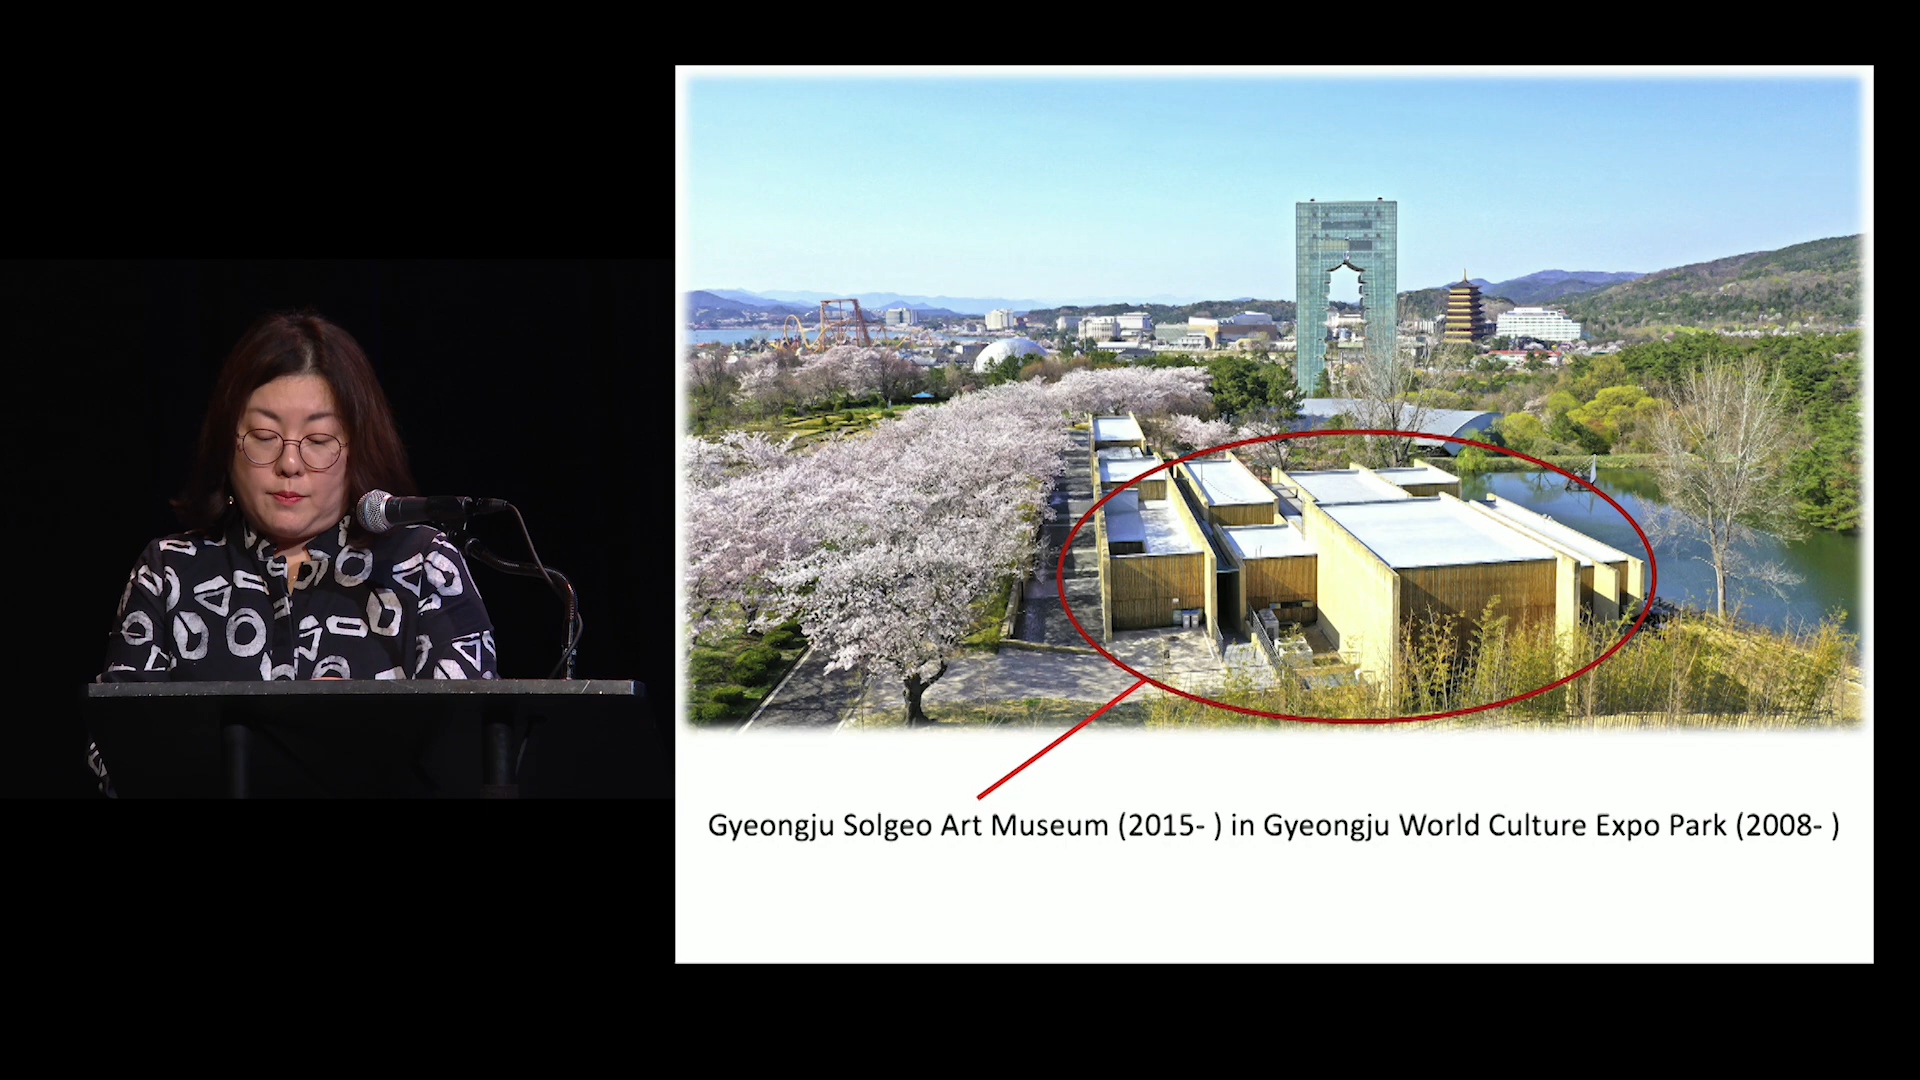 Gyeongju Solgeo Art Museum (2015- ) in Gyeongju World Culture Expo Park (2008- )